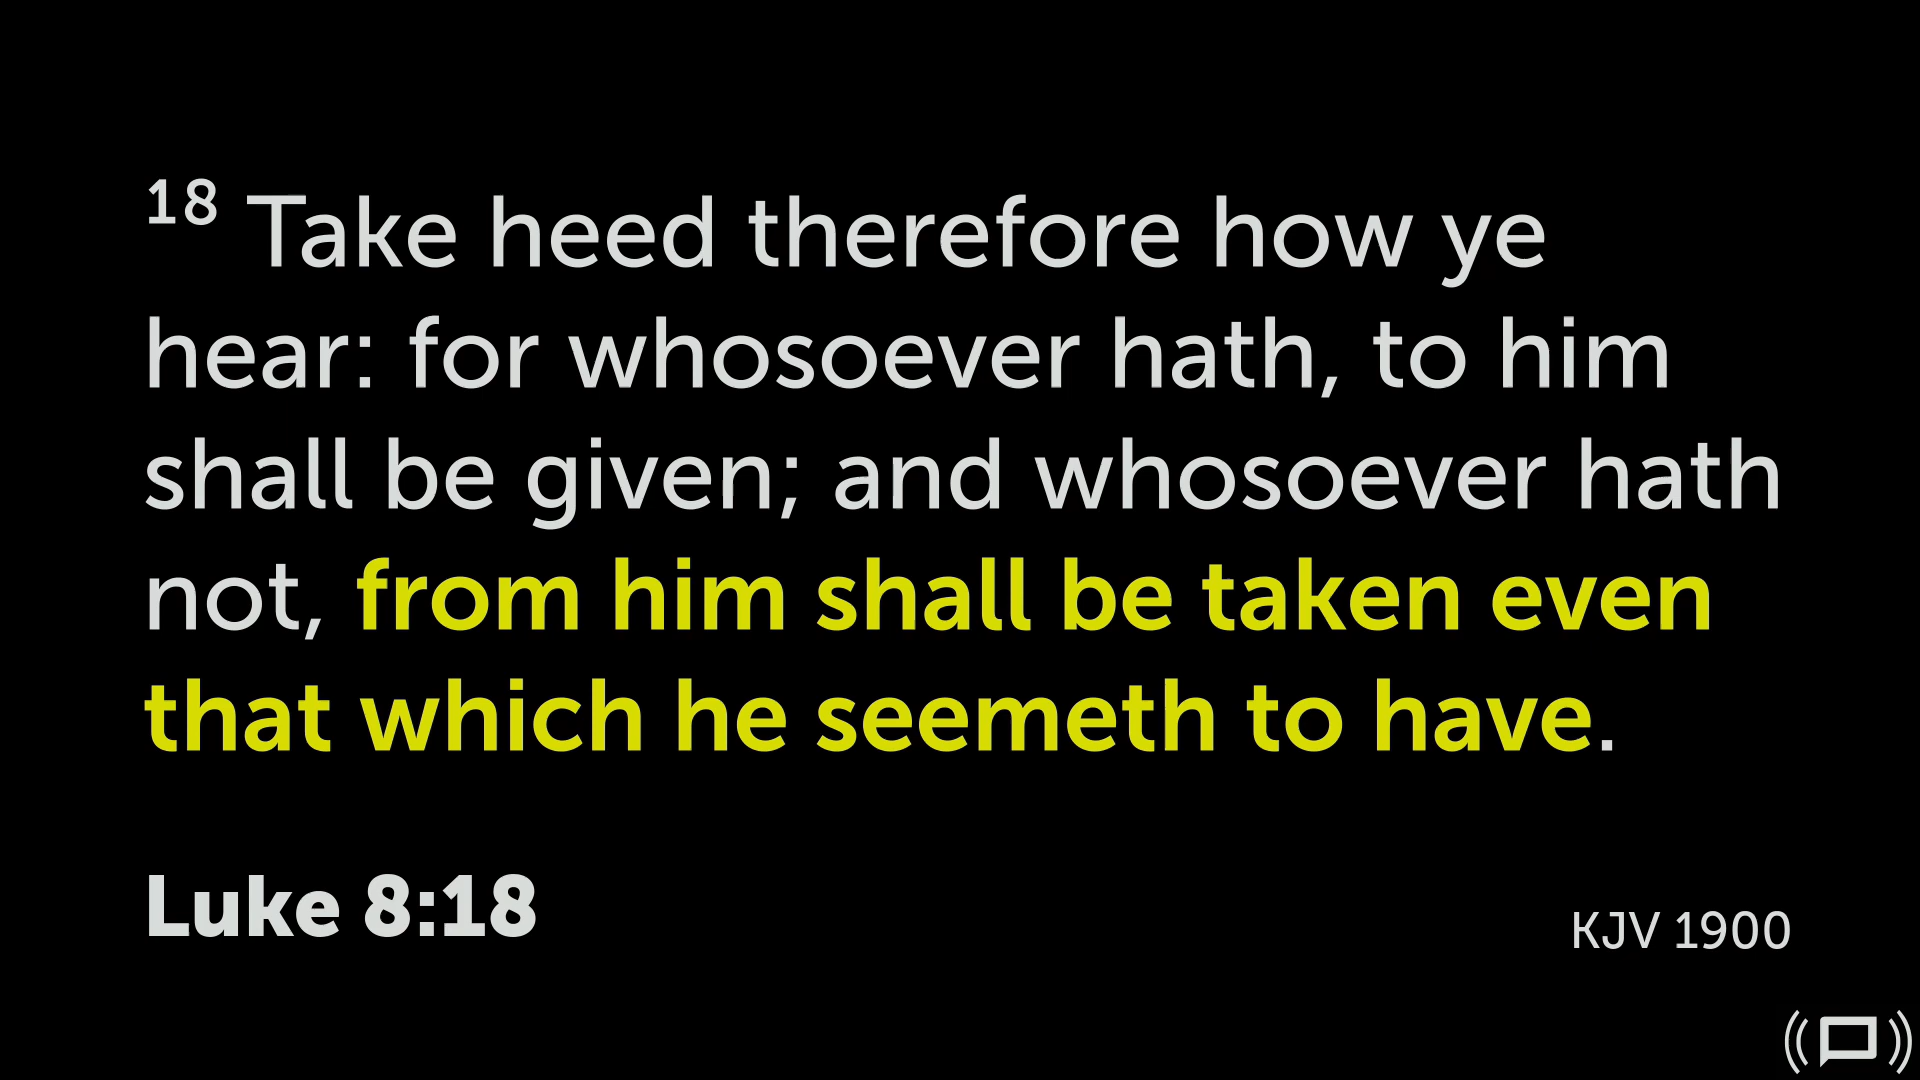 18 Take heed therefore how ye
hear: for whosoever hath, to him
shall be given; and whosoever hath
not, from him shall be taken even
that which he seemeth to have.
Luke 8:18
KJV 1900